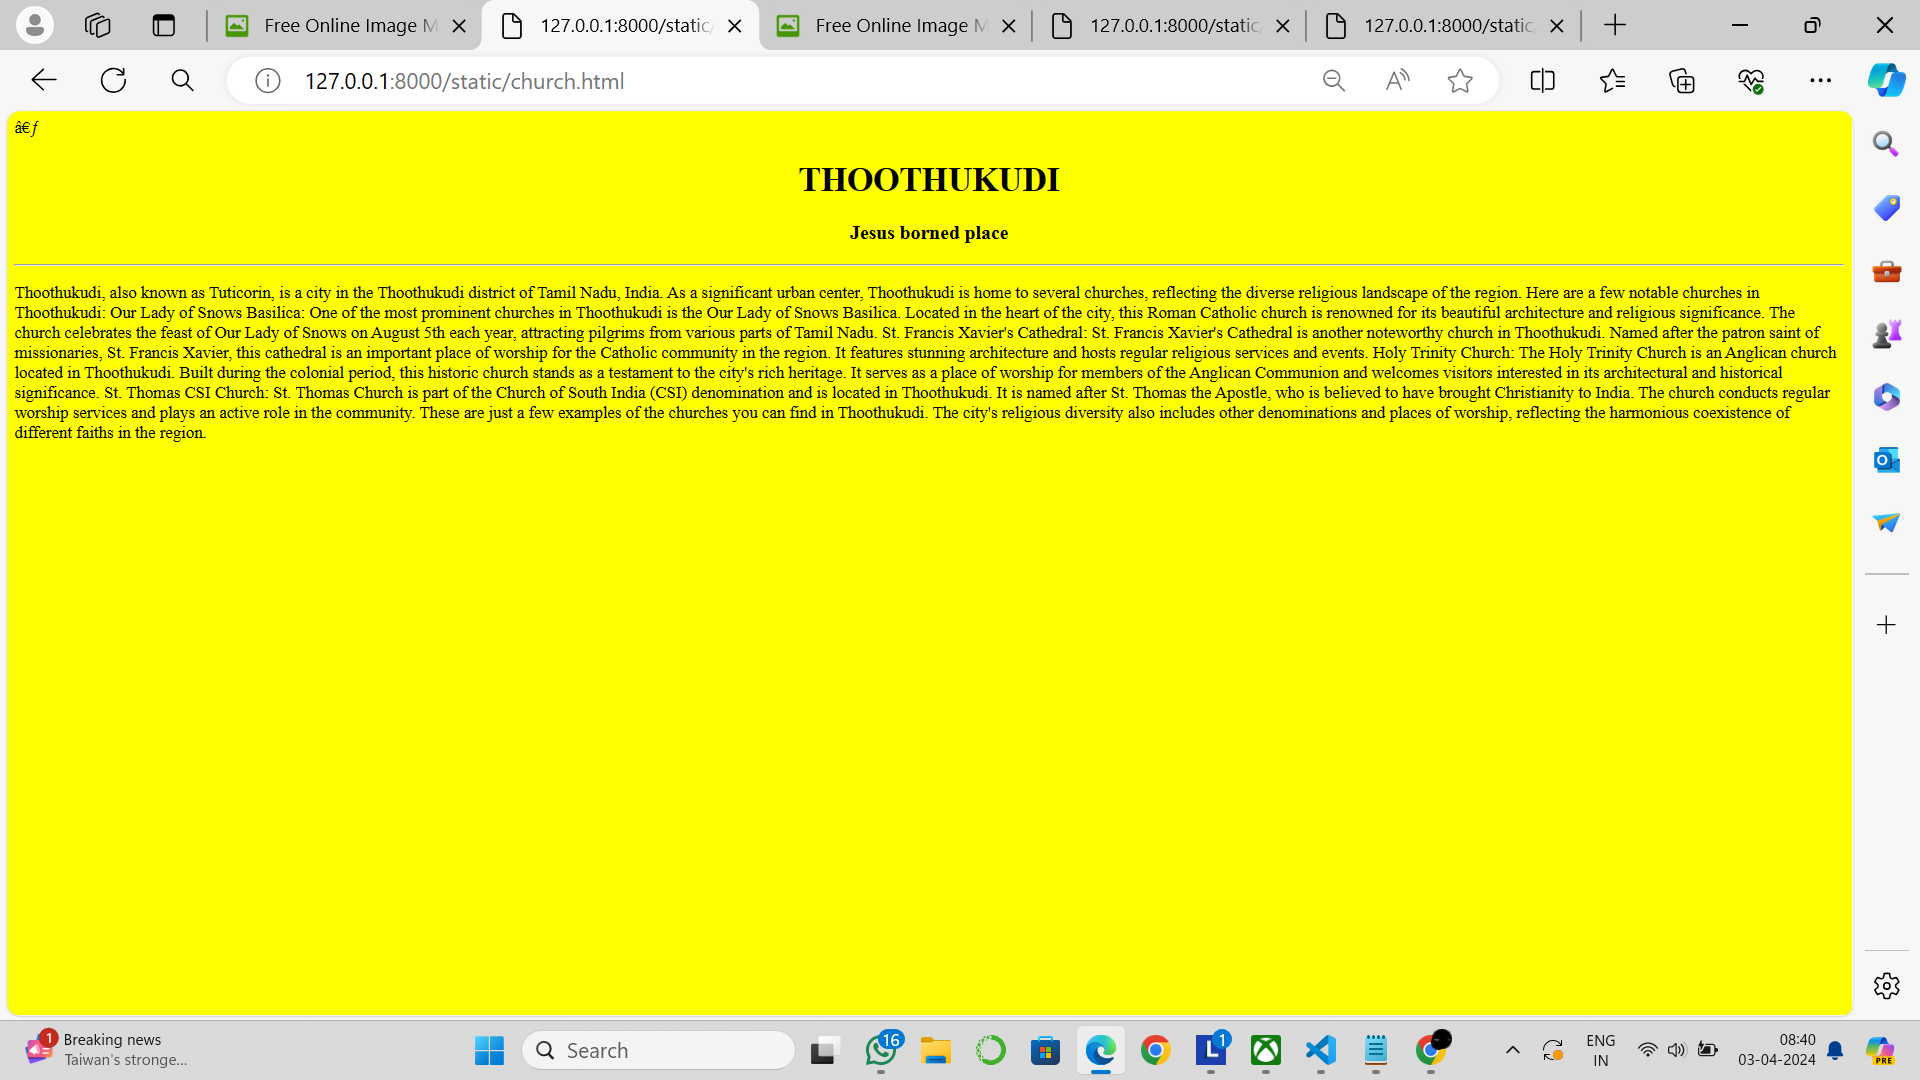 Free Online Image M
127.0.0.1:8000/static/
Free Online Image M
127.0.0.1:8000/static/
127.0.0.1:8000/static/
127.0.0.1:8000/static/church.html
â€ƒ
THOOTHUKUDI
Jesus borned place
Thoothukudi, also known as Tuticorin, is a city in the Thoothukudi district of Tamil Nadu, India. As a significant urban center, Thoothukudi is home to several churches, reflecting the diverse religious landscape of the region. Here are a few notable churches in
Thoothukudi: Our Lady of Snows Basilica: One of the most prominent churches in Thoothukudi is the Our Lady of Snows Basilica. Located in the heart of the city, this Roman Catholic church is renowned for its beautiful architecture and religious significance. The
church celebrates the feast of Our Lady of Snows on August 5th each year, attracting pilgrims from various parts of Tamil Nadu. St. Francis Xavier's Cathedral: St. Francis Xavier's Cathedral is another noteworthy church in Thoothukudi. Named after the patron saint of
missionaries, St. Francis Xavier, this cathedral is an important place of worship for the Catholic community in the region. It features stunning architecture and hosts regular religious services and events. Holy Trinity Church: The Holy Trinity Church is an Anglican church
located in Thoothukudi. Built during the colonial period, this historic church stands as a testament to the city's rich heritage. It serves as a place of worship for members of the Anglican Communion and welcomes visitors interested in its architectural and historical
significance. St. Thomas CSI Church: St. Thomas Church is part of the Church of South India (CSI) denomination and is located in Thoothukudi. It is named after St. Thomas the Apostle, who is believed to have brought Christianity to India. The church conducts regular
worship services and plays an active role in the community. These are just a few examples of the churches you can find in Thoothukudi. The city's religious diversity also includes other denominations and places of worship, reflecting the harmonious coexistence of
different faiths in the region.
1
Breaking news
Taiwan's stronge...
Search
16
1
ENG
IN
08:40
03-04-2024
PRE